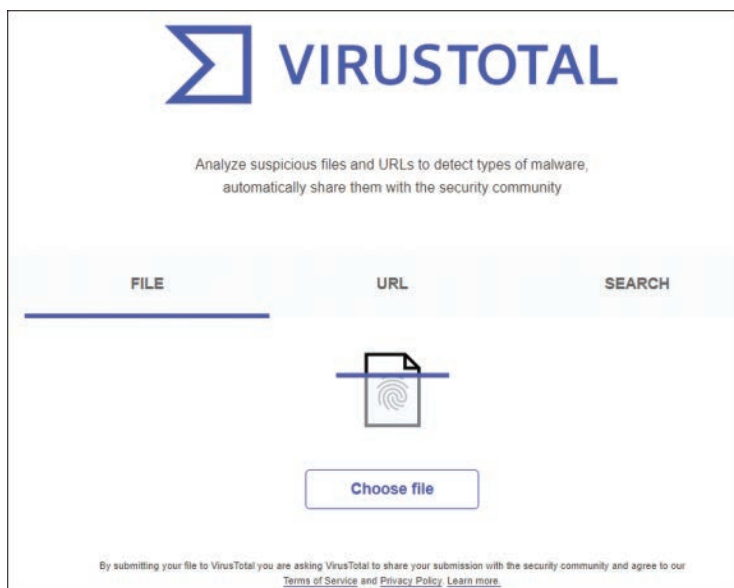 VIRUSTOTAL
Analyze suspicious files and URLs to detect types of malware,
automatically share them with the security community
FILE URL SEARCH
Choose file
By submitting your file to VirusTotal you are asking VirusTotal to share your submission with the security community and agree to our
Terms of Service and Privacy Policy. Learn more.